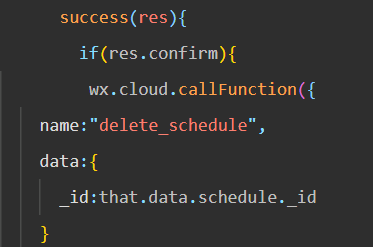 success(res){
if(res.confirm){
wx.cloud.callFunction({
name:"delete_schedule",
data:{
_id:that.data.schedule._id
}